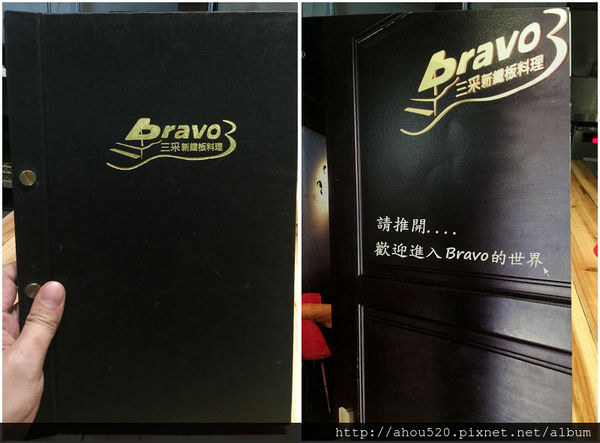 Bravo3
三采新鐵板料理
Bravo3
三采新鐵板料理
請推開....
歡迎進入Bravo的世界
http://ahou520.pixnet.net/album